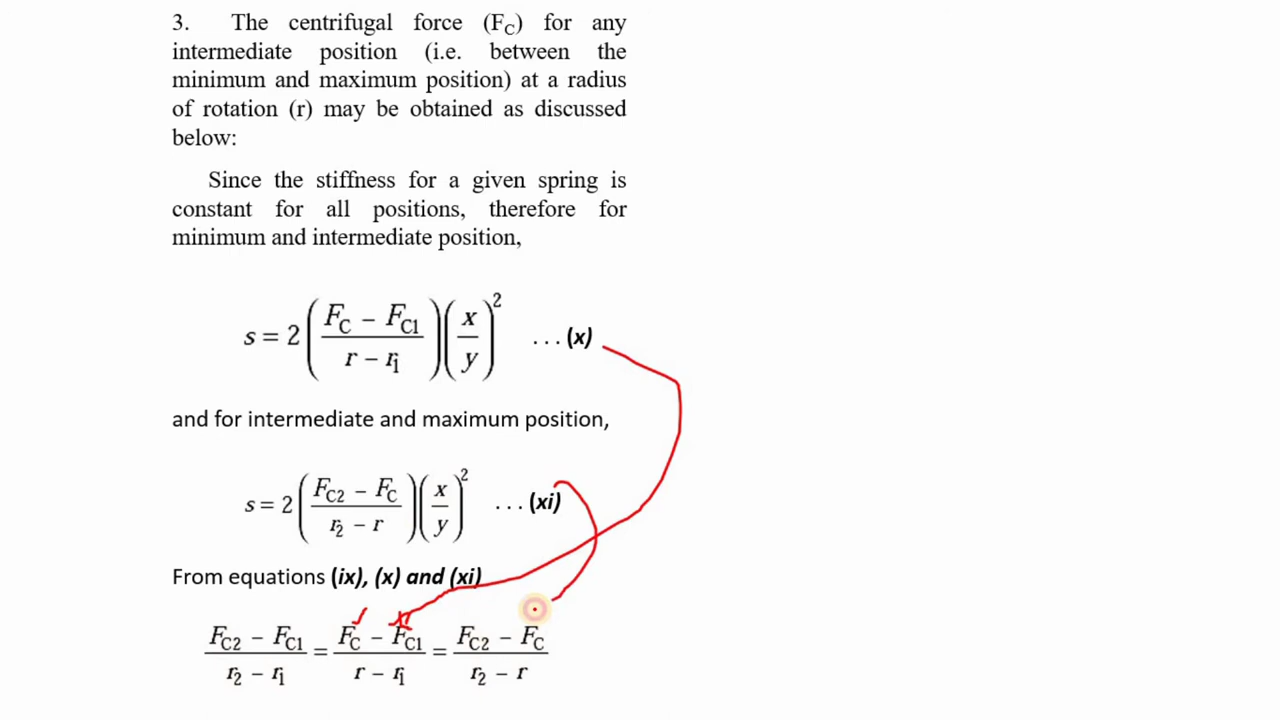 3. The centrifugal force (F_C) for any
intermediate position (i.e. between the
minimum and maximum position) at a radius
of rotation (r) may be obtained as discussed
below:
Since the stiffness for a given spring is
constant for all positions, therefore for
minimum and intermediate position,
s = 2 ( (F_C – F_C1) / (r – r_1) ) ( x / y )^2 ... (x)
and for intermediate and maximum position,
s = 2 ( (F_C2 – F_C) / (r_2 – r) ) ( x / y )^2 ... (xi)
From equations (ix), (x) and (xi)
(F_C2 – F_C1) / (r_2 – r_1) = (F_C – F_C1) / (r – r_1) = (F_C2 – F_C) / (r_2 – r)